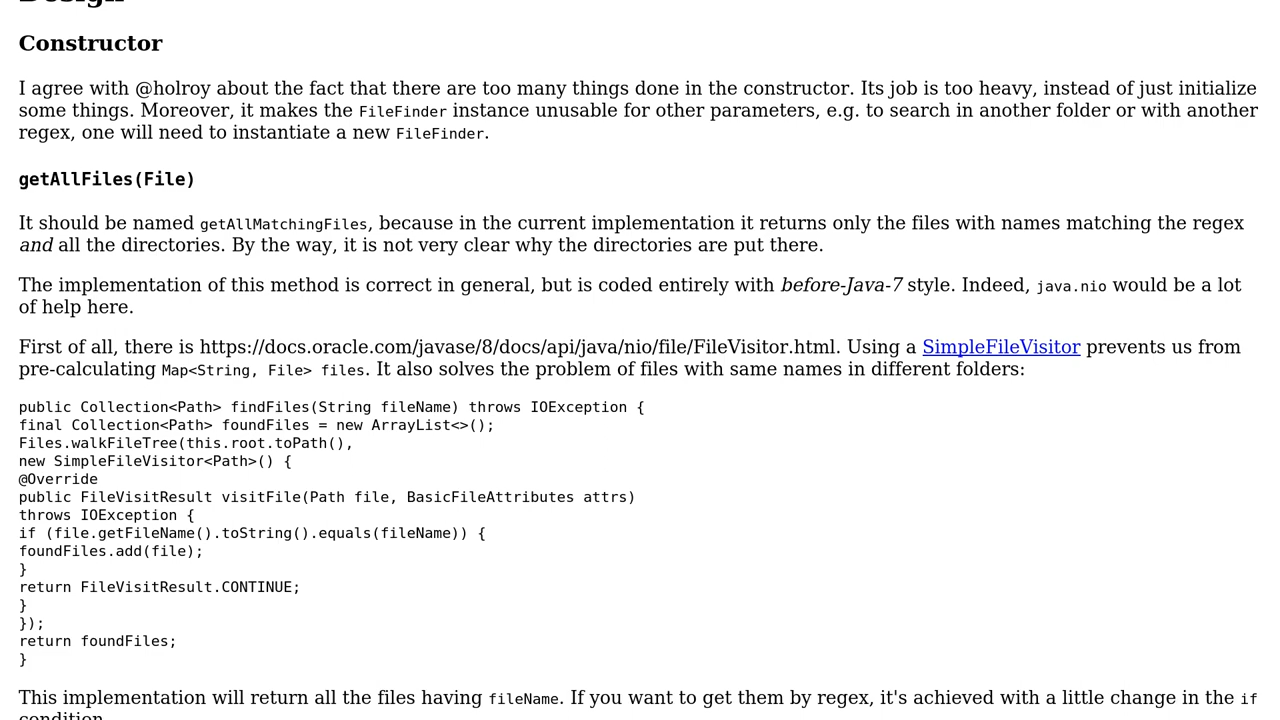 Design
Constructor
I agree with @holroy about the fact that there are too many things done in the constructor. Its job is too heavy, instead of just initialize
some things. Moreover, it makes the FileFinder instance unusable for other parameters, e.g. to search in another folder or with another
regex, one will need to instantiate a new FileFinder.
getAllFiles(File)
It should be named getAllMatchingFiles, because in the current implementation it returns only the files with names matching the regex
and all the directories. By the way, it is not very clear why the directories are put there.
The implementation of this method is correct in general, but is coded entirely with before-Java-7 style. Indeed, java.nio would be a lot
of help here.
First of all, there is https://docs.oracle.com/javase/8/docs/api/java/nio/file/FileVisitor.html. Using a SimpleFileVisitor prevents us from
pre-calculating Map<String, File> files. It also solves the problem of files with same names in different folders:
public Collection<Path> findFiles(String fileName) throws IOException {
final Collection<Path> foundFiles = new ArrayList<>();
Files.walkFileTree(this.root.toPath(),
new SimpleFileVisitor<Path>() {
@Override
public FileVisitResult visitFile(Path file, BasicFileAttributes attrs)
throws IOException {
if (file.getFileName().toString().equals(fileName)) {
foundFiles.add(file);
}
return FileVisitResult.CONTINUE;
}
});
return foundFiles;
}
This implementation will return all the files having fileName. If you want to get them by regex, it's achieved with a little change in the if
condition.